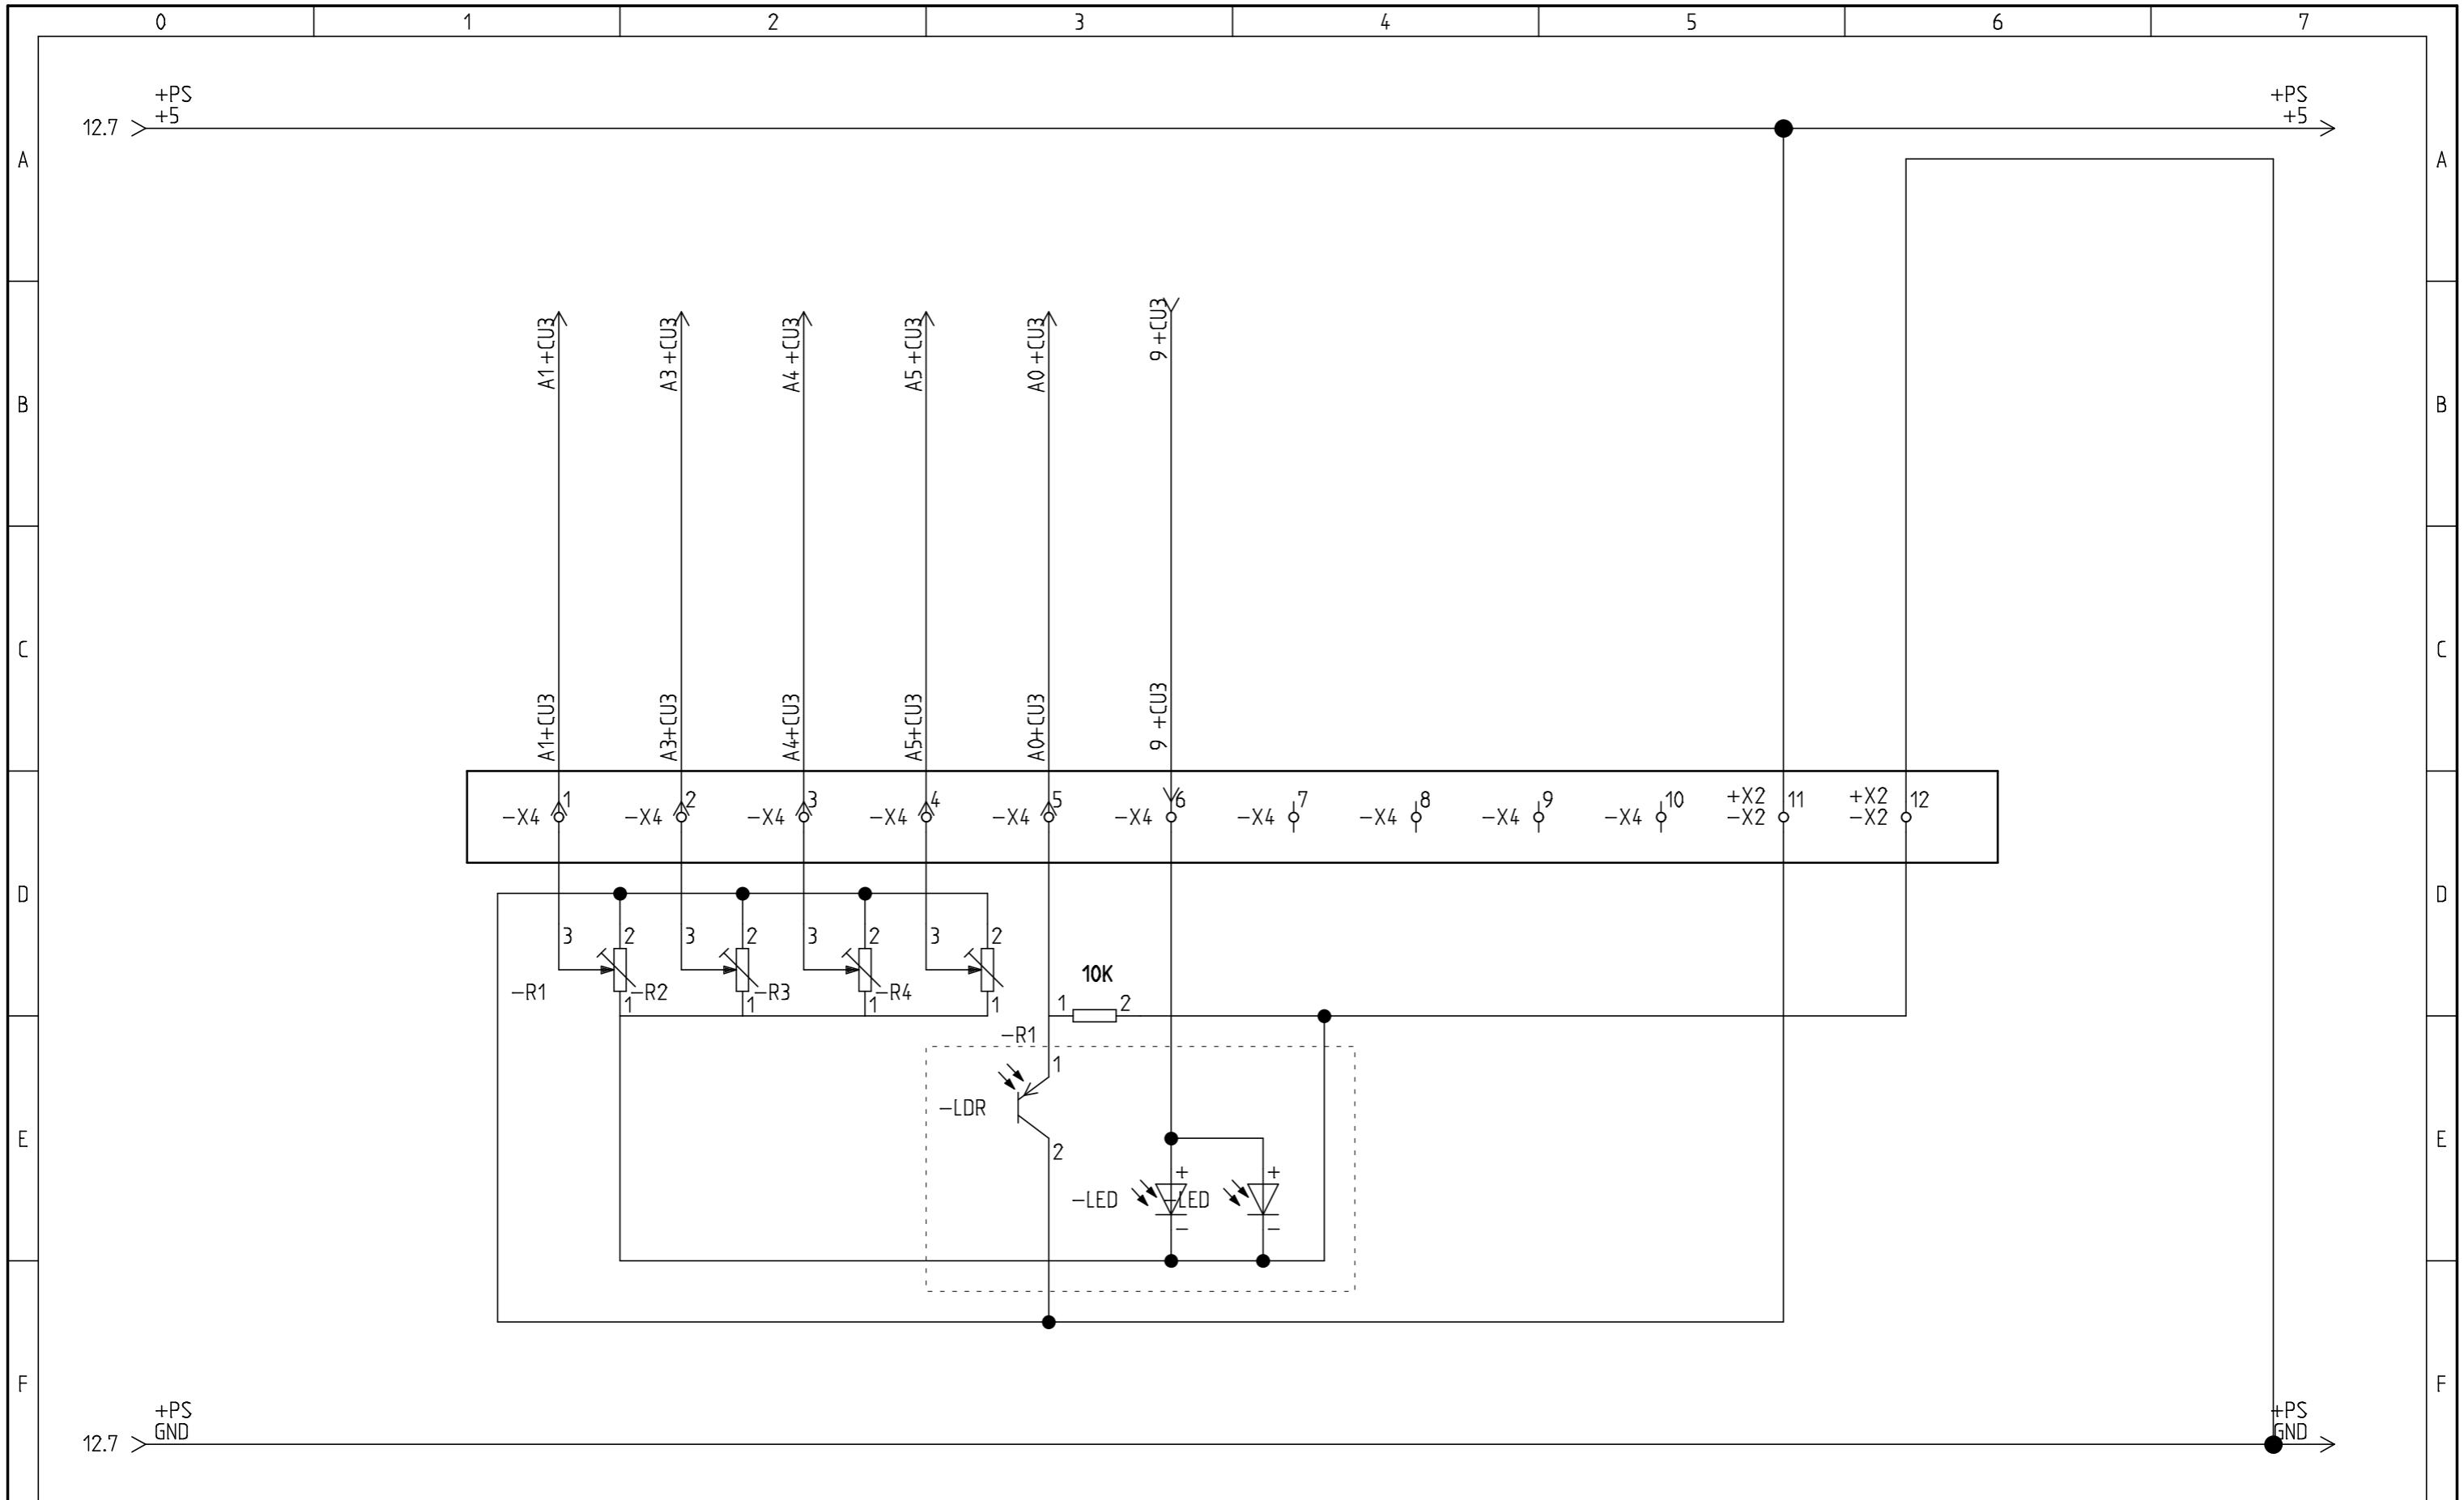 0 1 2 3 4 5 6 7
+PS +PS
+5 +5
12.7
A A
A1 +CU3 A3 +CU3 A4 +CU3 A5 +CU3 A0 +CU3 9 +CU3
B B
C C
A1+CU3 A3+CU3 A4+CU3 A5+CU3 A0+CU3 9 +CU3
1 2 3 4 5 6 7 8 9 10 +X2 11 +X2 12
-X4 -X4 -X4 -X4 -X4 -X4 -X4 -X4 -X4 -X4 -X2 -X2
D D
3 2 3 2 3 2 3 2
10K
-R1 -R2 -R3 -R4
1 1 1 1 1 2
-R1
1
-LDR
E E
2
+ +
-LED -LED
- -
F F
+PS +PS
GND GND
12.7